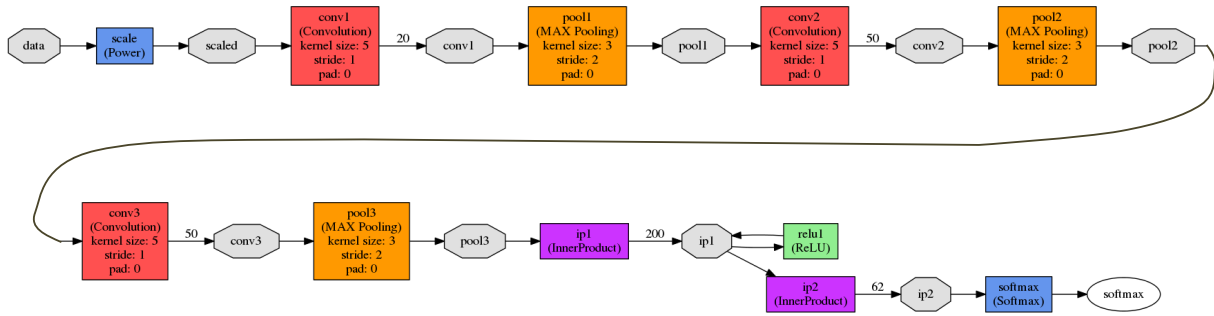 data
scale
(Power)
scaled
conv1
(Convolution)
kernel size: 5
stride: 1
pad: 0
20
conv1
pool1
(MAX Pooling)
kernel size: 3
stride: 2
pad: 0
pool1
conv2
(Convolution)
kernel size: 5
stride: 1
pad: 0
50
conv2
pool2
(MAX Pooling)
kernel size: 3
stride: 2
pad: 0
pool2
conv3
(Convolution)
kernel size: 5
stride: 1
pad: 0
50
conv3
pool3
(MAX Pooling)
kernel size: 3
stride: 2
pad: 0
pool3
ip1
(InnerProduct)
200
ip1
relu1
(ReLU)
ip2
(InnerProduct)
62
ip2
softmax
(Softmax)
softmax